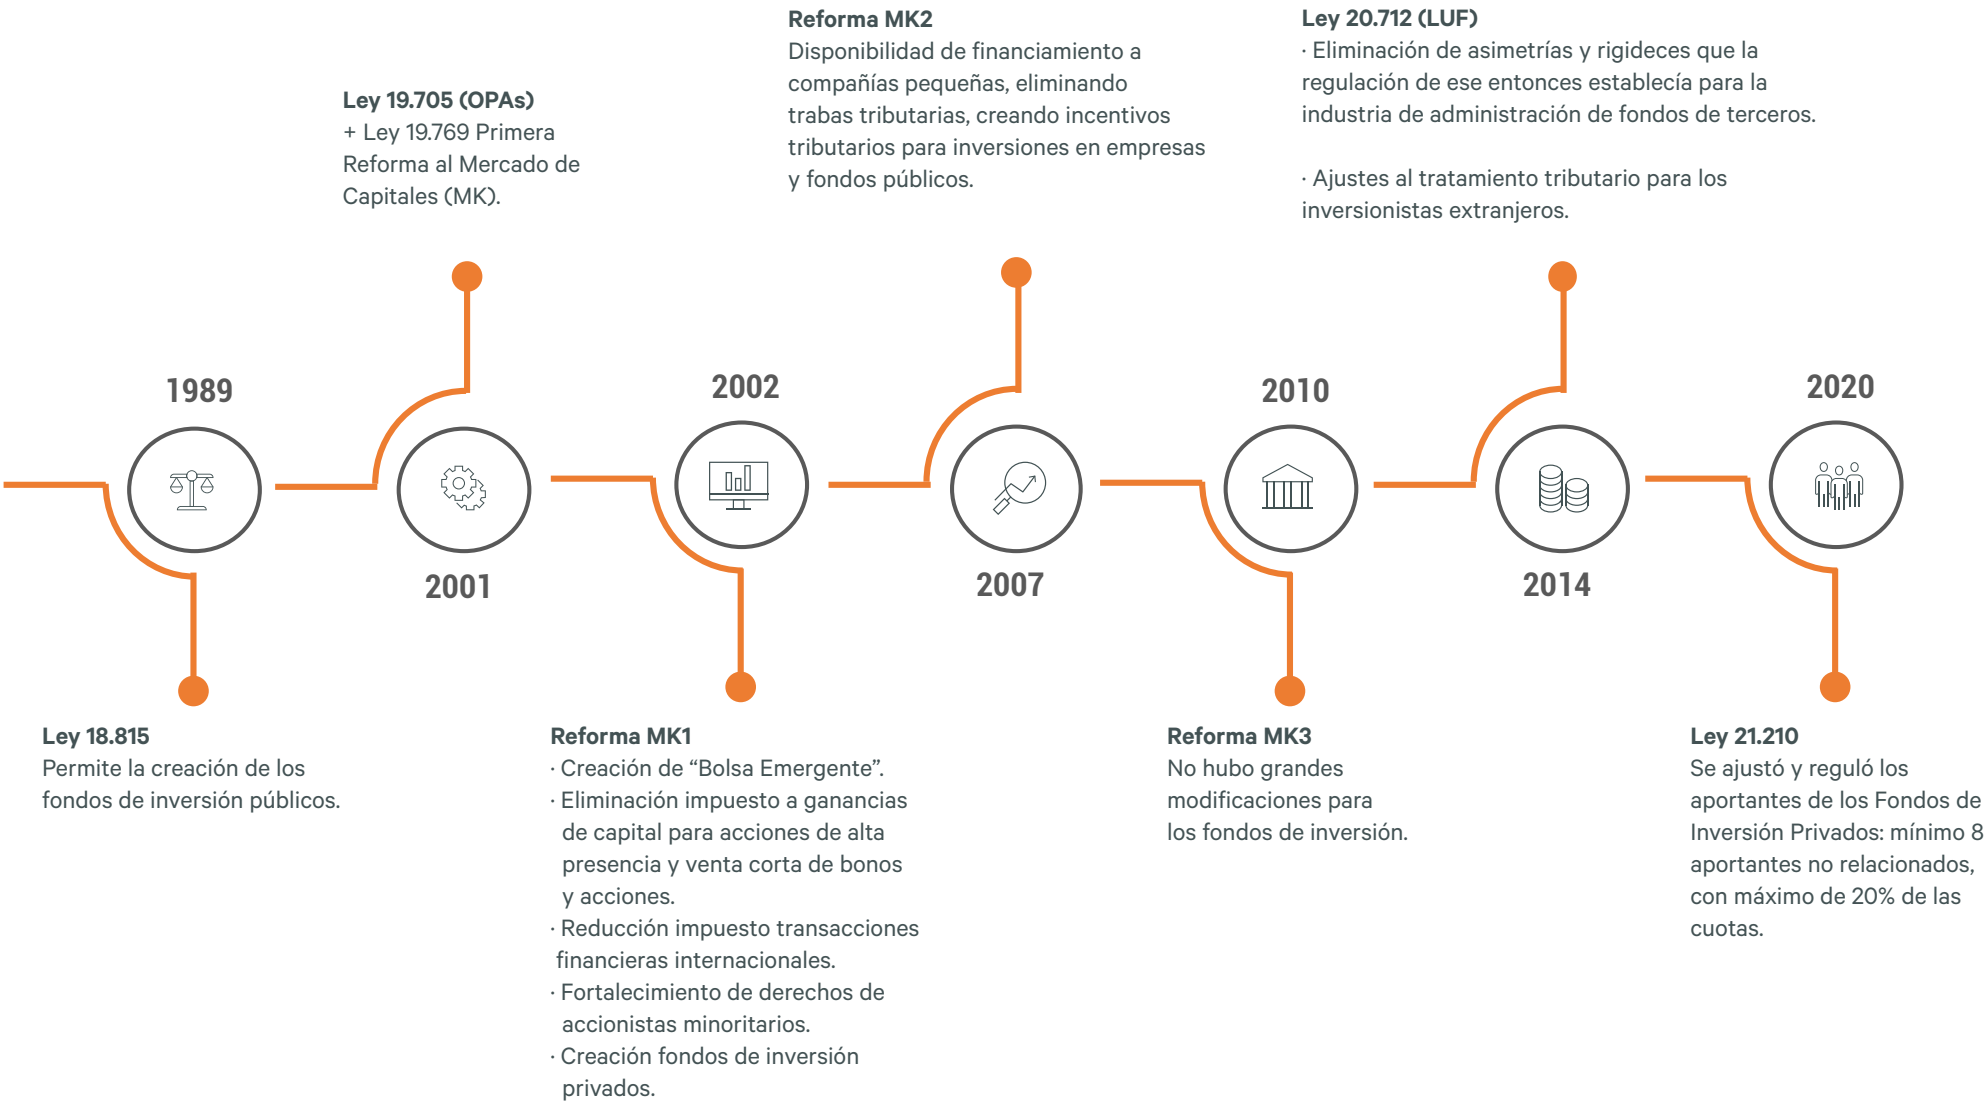 1989
Ley 18.815
Permite la creación de los
fondos de inversión públicos.
Ley 19.705 (OPAs)
+ Ley 19.769 Primera
Reforma al Mercado de
Capitales (MK).
2001
2002
Reforma MK1
· Creación de “Bolsa Emergente”.
· Eliminación impuesto a ganancias
de capital para acciones de alta
presencia y venta corta de bonos
y acciones.
· Reducción impuesto transacciones
financieras internacionales.
· Fortalecimiento de derechos de
accionistas minoritarios.
· Creación fondos de inversión
privados.
Reforma MK2
Disponibilidad de financiamiento a
compañías pequeñas, eliminando
trabas tributarias, creando incentivos
tributarios para inversiones en empresas
y fondos públicos.
2007
2010
Reforma MK3
No hubo grandes
modificaciones para
los fondos de inversión.
Ley 20.712 (LUF)
· Eliminación de asimetrías y rigideces que la
regulación de ese entonces establecía para la
industria de administración de fondos de terceros.
· Ajustes al tratamiento tributario para los
inversionistas extranjeros.
2014
2020
Ley 21.210
Se ajustó y reguló los
aportantes de los Fondos de
Inversión Privados: mínimo 8
aportantes no relacionados,
con máximo de 20% de las
cuotas.